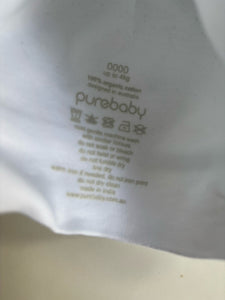 0000
up to 4kg
100% organic cotton
designed in australia
purebaby
gentle machine wash
with similar colours
do not soak or bleach
do not twist or wring
do not tumble dry
line dry
warm iron if needed, do not iron print
do not dry clean
made in india
www.purebaby.com.au